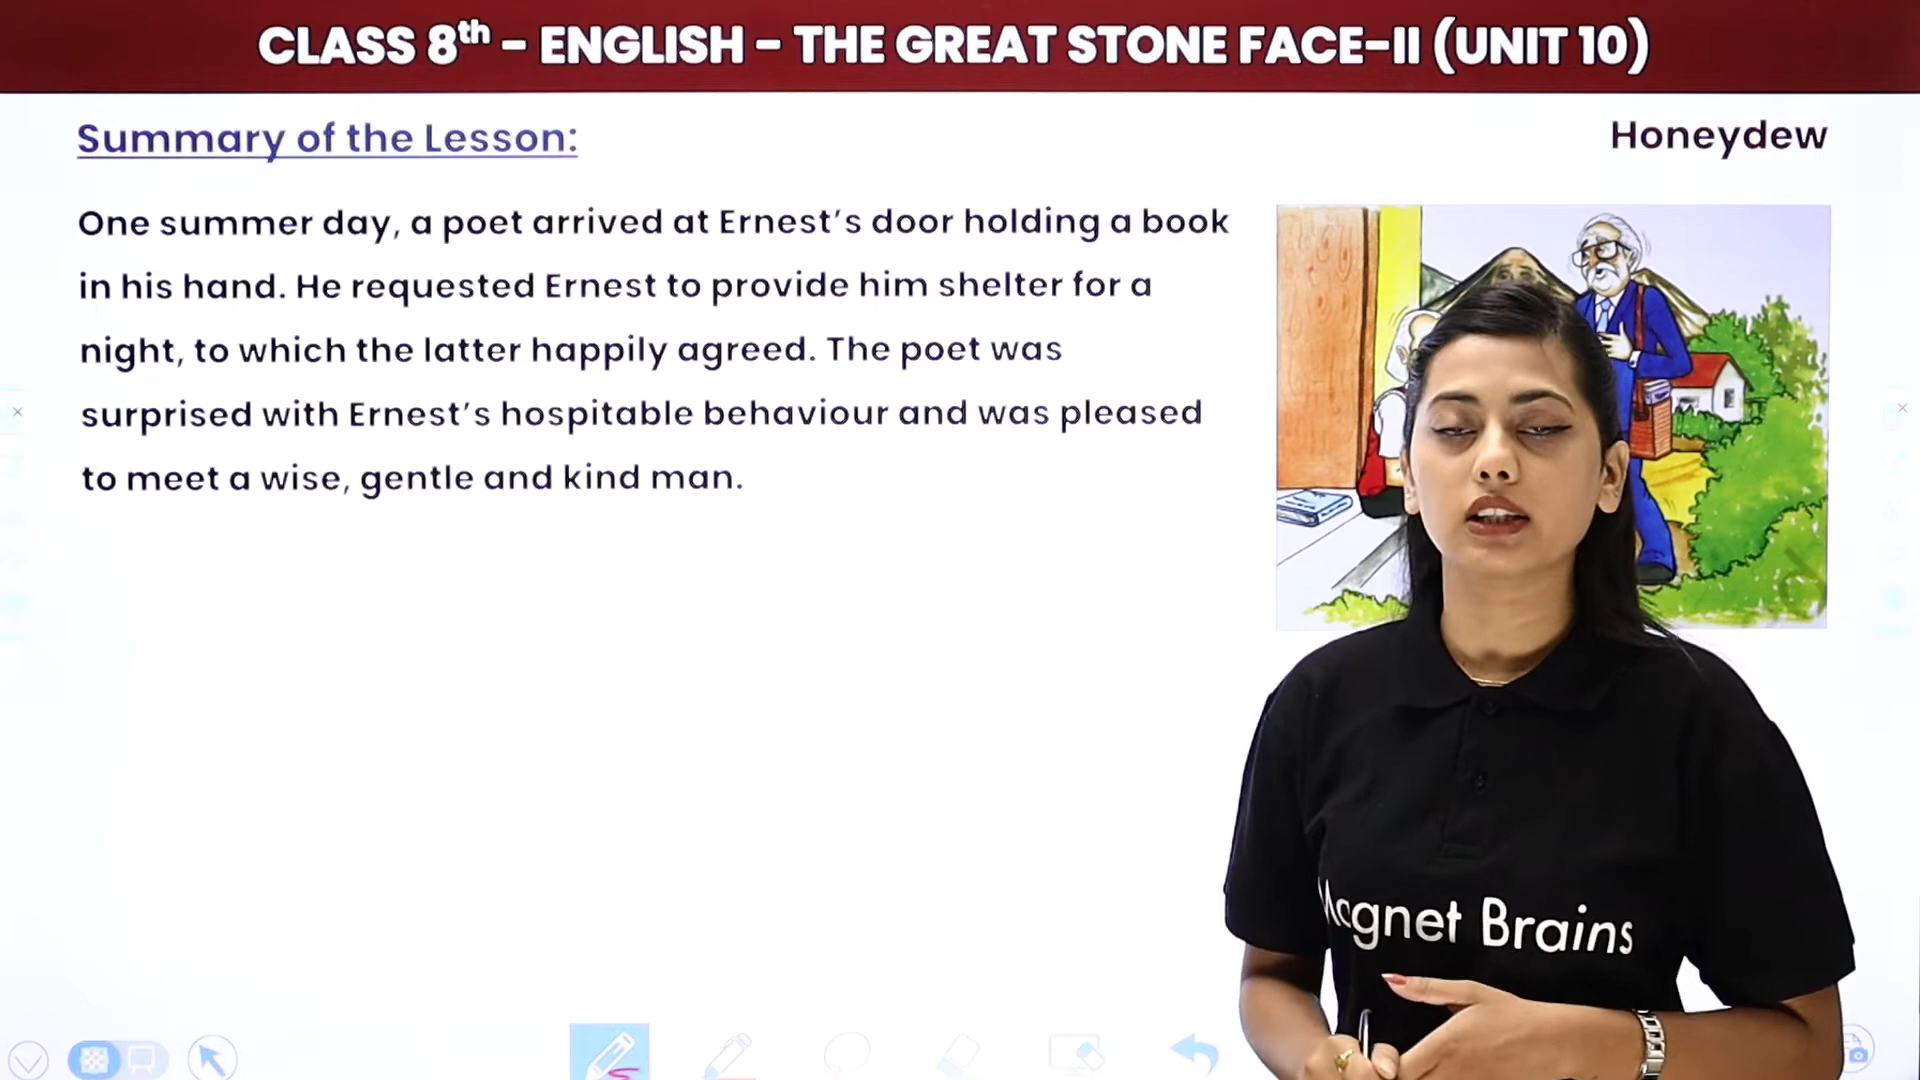 CLASS 8th – ENGLISH – THE GREAT STONE FACE–II (UNIT 10)
Summary of the Lesson:
Honeydew
One summer day, a poet arrived at Ernest's door holding a book
in his hand. He requested Ernest to provide him shelter for a
night, to which the latter happily agreed. The poet was
surprised with Ernest's hospitable behaviour and was pleased
to meet a wise, gentle and kind man.
Magnet Brains